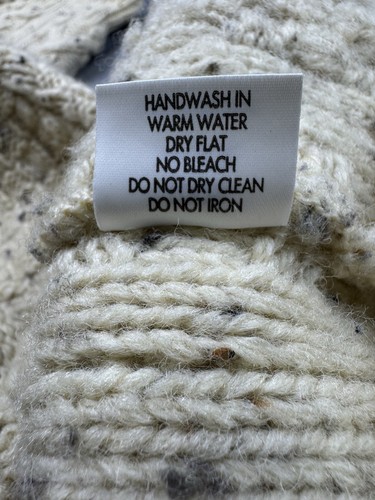 HANDWASH IN
WARM WATER
DRY FLAT
NO BLEACH
DO NOT DRY CLEAN
DO NOT IRON